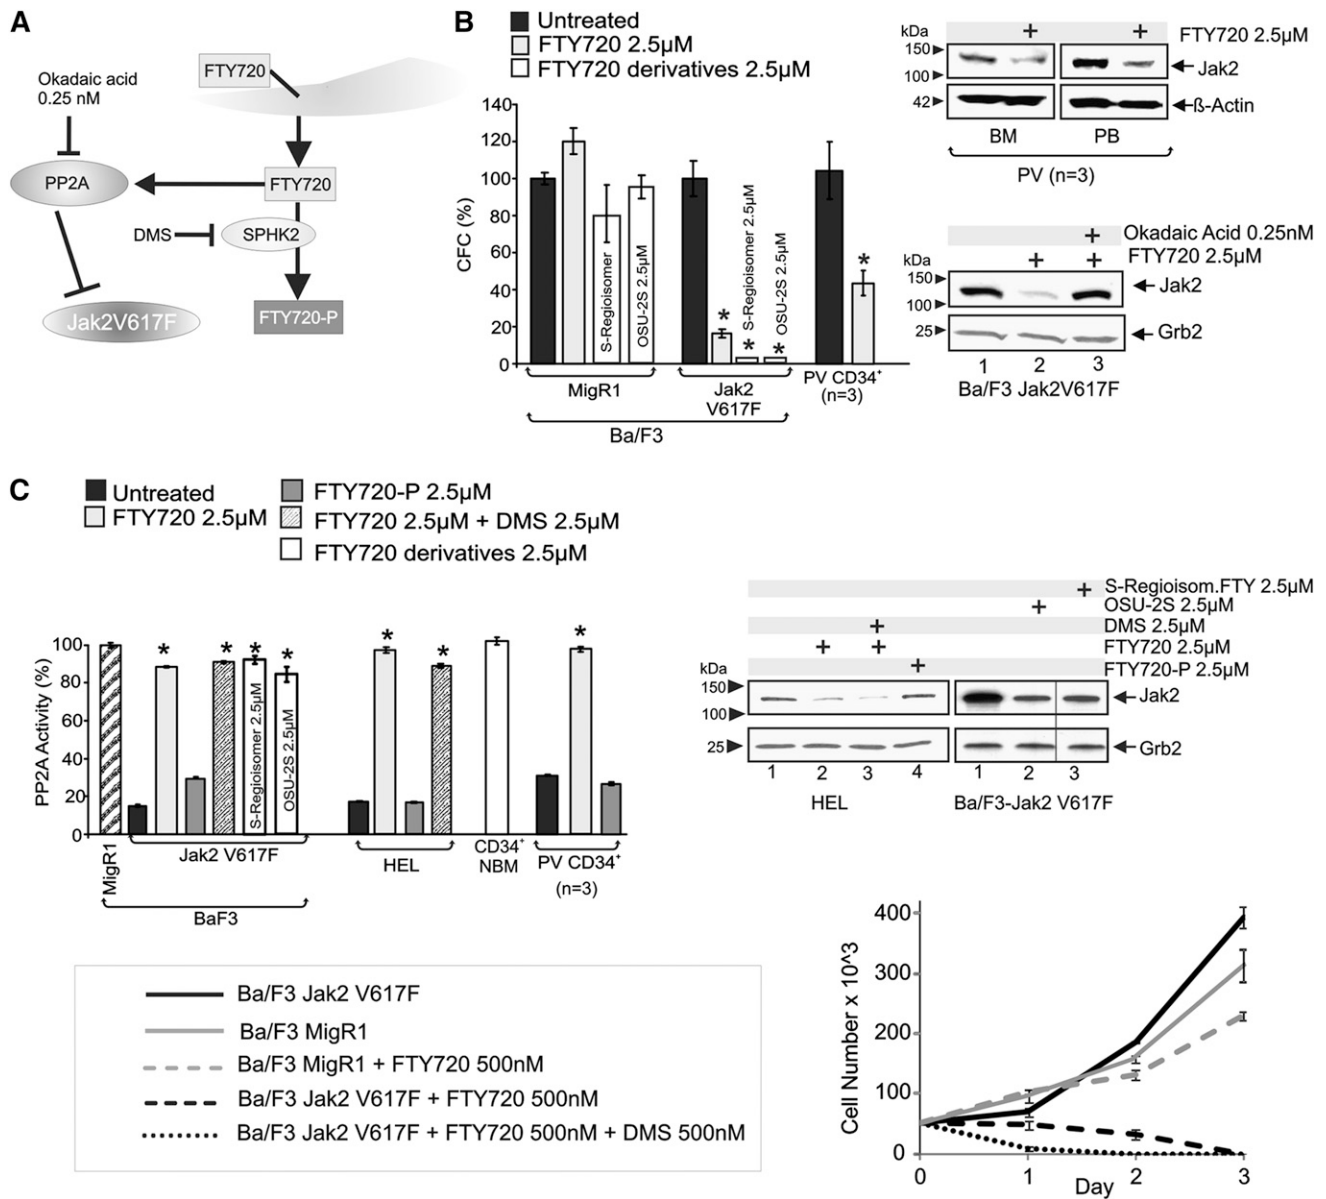 A
Okadaic acid
0.25 nM
FTY720
PP2A
FTY720
DMS
SPHK2
Jak2V617F
FTY720-P
B
Untreated
FTY720 2.5µM
FTY720 derivatives 2.5µM
CFC (%)
140
120
100
80
60
40
20
0
S-Regioisomer
OSU-2S 2.5µM
*
*
S-Regioisomer 2.5µM
*
OSU-2S 2.5µM
*
MigR1
Jak2
V617F
PV CD34+
(n=3)
Ba/F3
kDa
+ +
FTY720 2.5µM
150
100
Jak2
42
ß-Actin
BM PB
PV (n=3)
+ Okadaic Acid 0.25nM
kDa + + FTY720 2.5µM
150
100
Jak2
25
Grb2
1 2 3
Ba/F3 Jak2V617F
C
Untreated
FTY720 2.5µM
FTY720-P 2.5µM
FTY720 2.5µM + DMS 2.5µM
FTY720 derivatives 2.5µM
PP2A Activity (%)
100
80
60
40
20
0
* * * *
* *
*
S-Regioisomer 2.5µM
OSU-2S 2.5µM
MigR1
Jak2 V617F
HEL
CD34+
NBM
PV CD34+
(n=3)
BaF3
+ S-Regioisom.FTY 2.5µM
+ OSU-2S 2.5µM
+ DMS 2.5µM
+ + FTY720 2.5µM
kDa + FTY720-P 2.5µM
150
100
Jak2
25
Grb2
1 2 3 4 1 2 3
HEL Ba/F3-Jak2 V617F
Ba/F3 Jak2 V617F
Ba/F3 MigR1
Ba/F3 MigR1 + FTY720 500nM
Ba/F3 Jak2 V617F + FTY720 500nM
Ba/F3 Jak2 V617F + FTY720 500nM + DMS 500nM
Cell Number x 10^3
400
300
200
100
0
0 1 2 3
Day